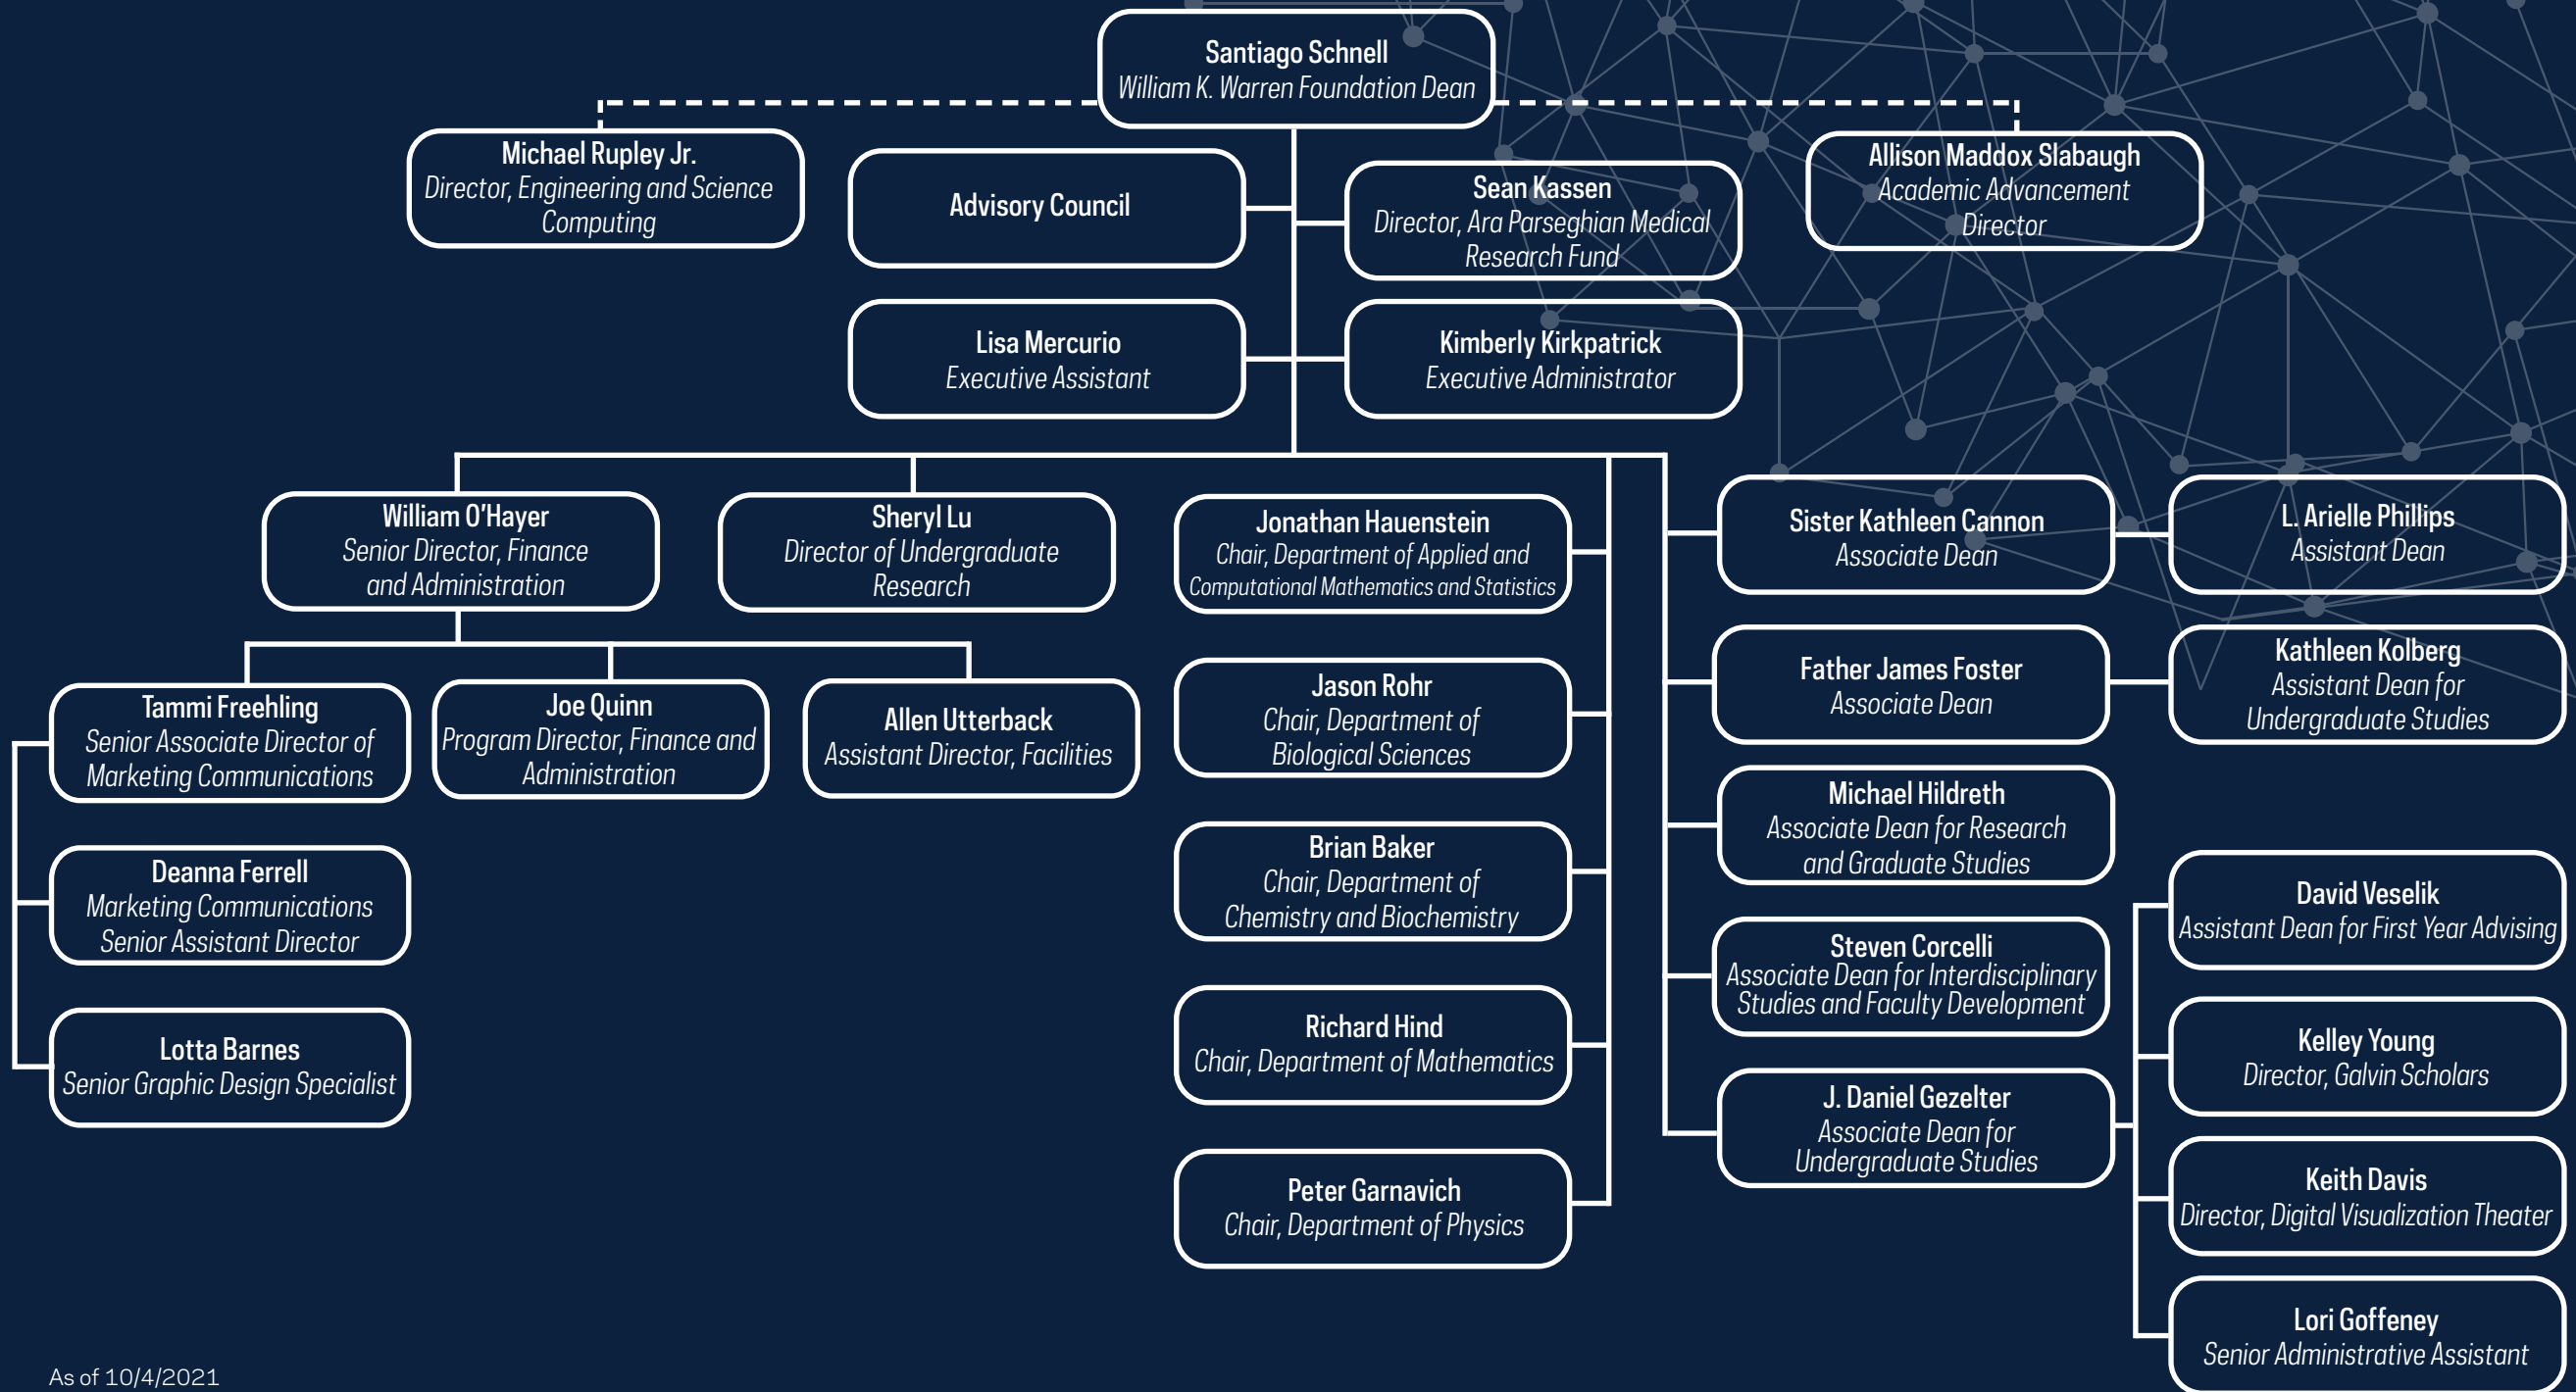 Santiago Schnell
William K. Warren Foundation Dean
Michael Rupley Jr.
Director, Engineering and Science
Computing
Advisory Council
Sean Kassen
Director, Ara Parseghian Medical
Research Fund
Allison Maddox Slabaugh
Academic Advancement
Director
Lisa Mercurio
Executive Assistant
Kimberly Kirkpatrick
Executive Administrator
William O'Hayer
Senior Director, Finance
and Administration
Sheryl Lu
Director of Undergraduate
Research
Tammi Freehling
Senior Associate Director of
Marketing Communications
Joe Quinn
Program Director, Finance and
Administration
Allen Utterback
Assistant Director, Facilities
Deanna Ferrell
Marketing Communications
Senior Assistant Director
Lotta Barnes
Senior Graphic Design Specialist
Jonathan Hauenstein
Chair, Department of Applied and
Computational Mathematics and Statistics
Jason Rohr
Chair, Department of
Biological Sciences
Brian Baker
Chair, Department of
Chemistry and Biochemistry
Richard Hind
Chair, Department of Mathematics
Peter Garnavich
Chair, Department of Physics
Sister Kathleen Cannon
Associate Dean
L. Arielle Phillips
Assistant Dean
Father James Foster
Associate Dean
Kathleen Kolberg
Assistant Dean for
Undergraduate Studies
Michael Hildreth
Associate Dean for Research
and Graduate Studies
Steven Corcelli
Associate Dean for Interdisciplinary
Studies and Faculty Development
J. Daniel Gezelter
Associate Dean for
Undergraduate Studies
David Veselik
Assistant Dean for First Year Advising
Kelley Young
Director, Galvin Scholars
Keith Davis
Director, Digital Visualization Theater
Lori Goffeney
Senior Administrative Assistant
As of 10/4/2021